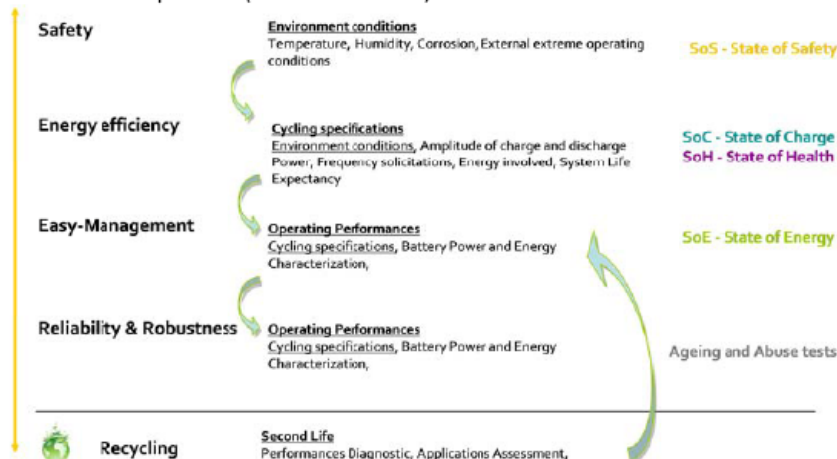 Safety
Environment conditions
Temperature, Humidity, Corrosion, External extreme operating
conditions
SoS - State of Safety
Energy efficiency
Cycling specifications
Environment conditions, Amplitude of charge and discharge
Power, Frequency solicitations, Energy involved, System Life
Expectancy
SoC - State of Charge
SoH - State of Health
Easy-Management
Operating Performances
Cycling specifications, Battery Power and Energy
Characterization,
SoE - State of Energy
Reliability & Robustness
Operating Performances
Cycling specifications, Battery Power and Energy
Characterization,
Ageing and Abuse tests
Recycling
Second Life
Performances Diagnostic, Applications Assessment,